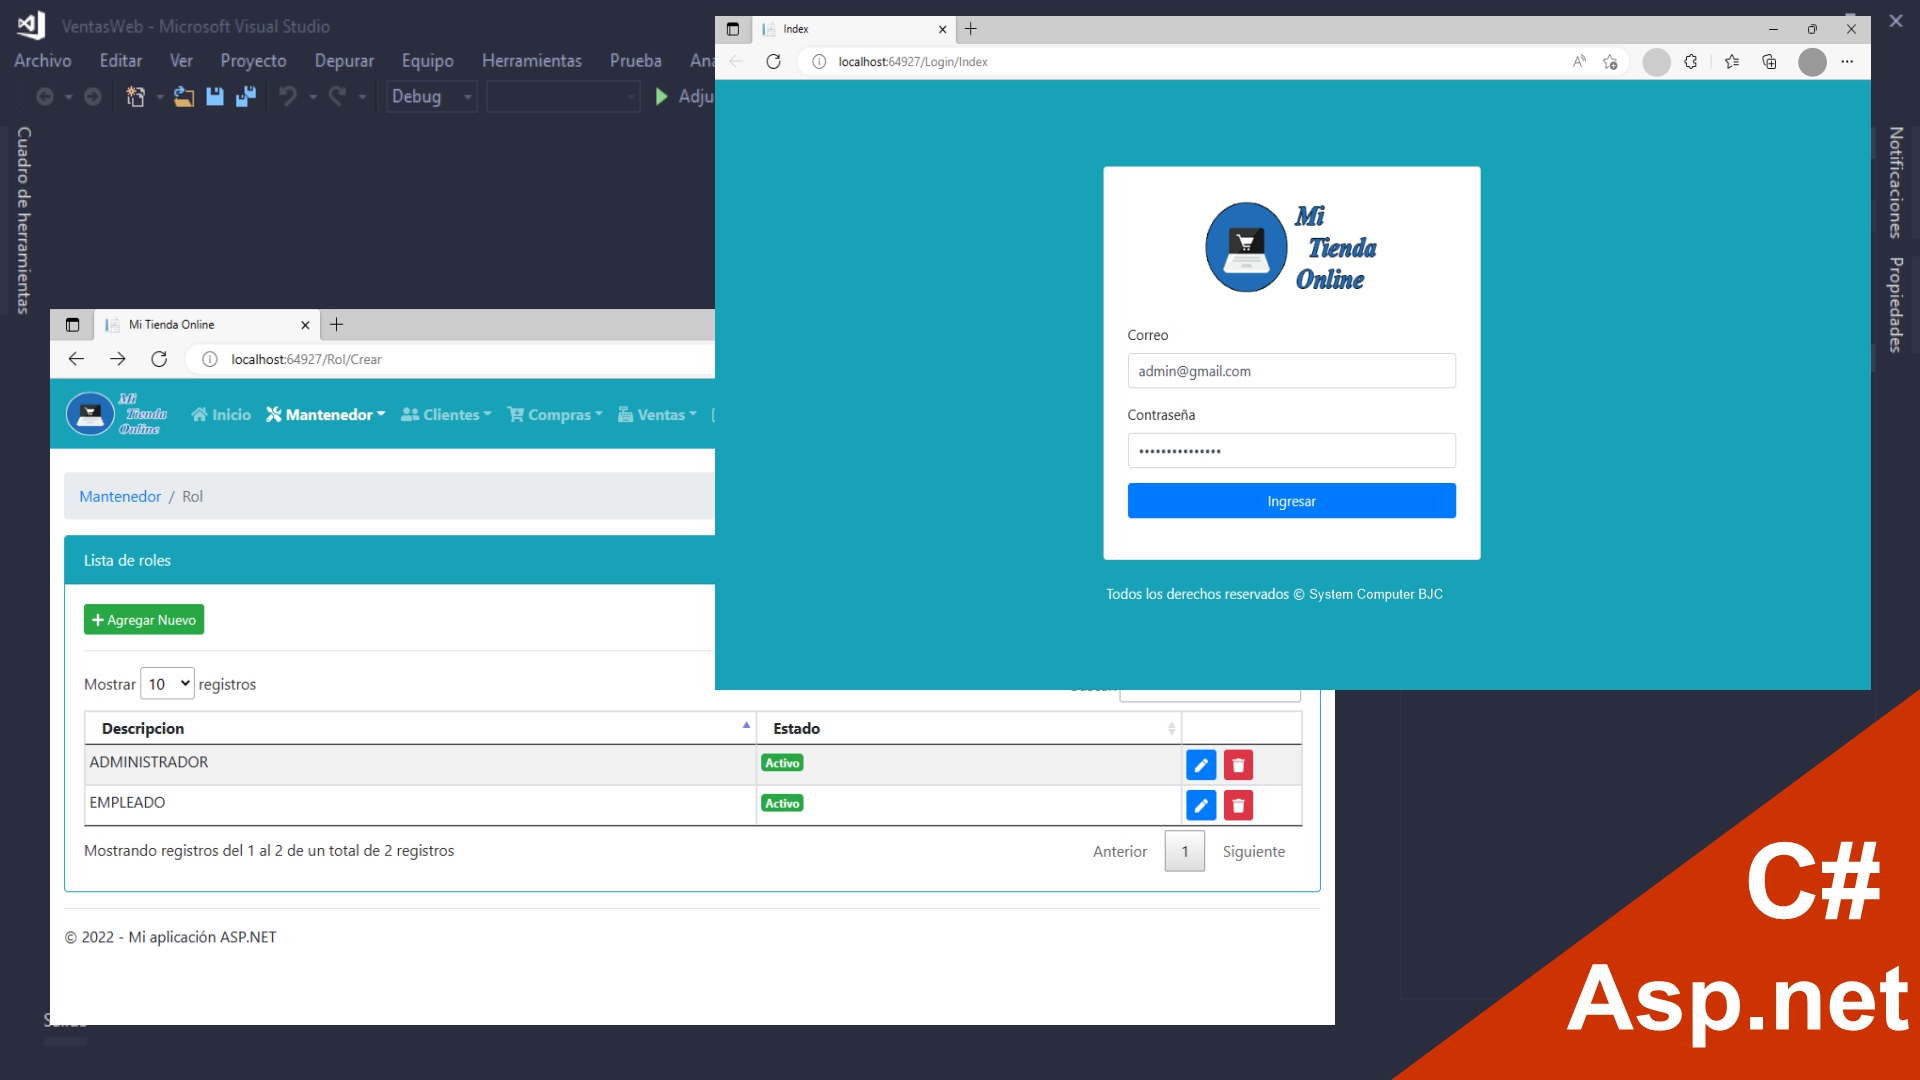 VentasWeb - Microsoft Visual Studio
Archivo Editar Ver Proyecto Depurar Equipo Herramientas Prueba
Debug
Cuadro de herramientas
Notificaciones
Propiedades
Index
localhost:64927/Login/Index
Mi
Tienda
Online
Correo
admin@gmail.com
Contraseña
Ingresar
Todos los derechos reservados © System Computer BJC
Mi Tienda Online
localhost:64927/Rol/Crear
Mi
Tienda
Online
Inicio Mantenedor Clientes Compras Ventas
Mantenedor / Rol
Lista de roles
+ Agregar Nuevo
Mostrar 10 registros
Descripcion Estado
ADMINISTRADOR Activo
EMPLEADO Activo
Mostrando registros del 1 al 2 de un total de 2 registros
Anterior 1 Siguiente
© 2022 - Mi aplicación ASP.NET
C#
Asp.net